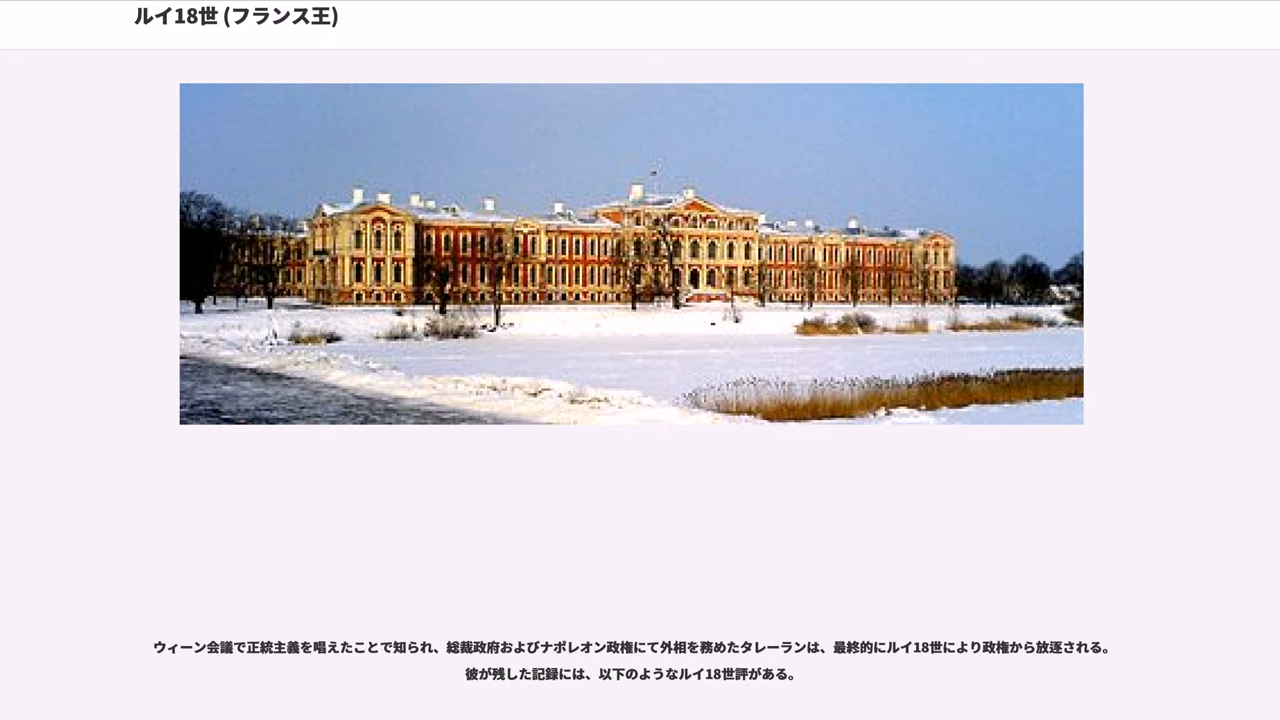 ルイ18世 (フランス王)
ウィーン会議で正統主義を唱えたことで知られ、総裁政府およびナポレオン政権にて外相を務めたタレーランは、最終的にルイ18世により政権から放逐される。
彼が残した記録には、以下のようなルイ18世評がある。